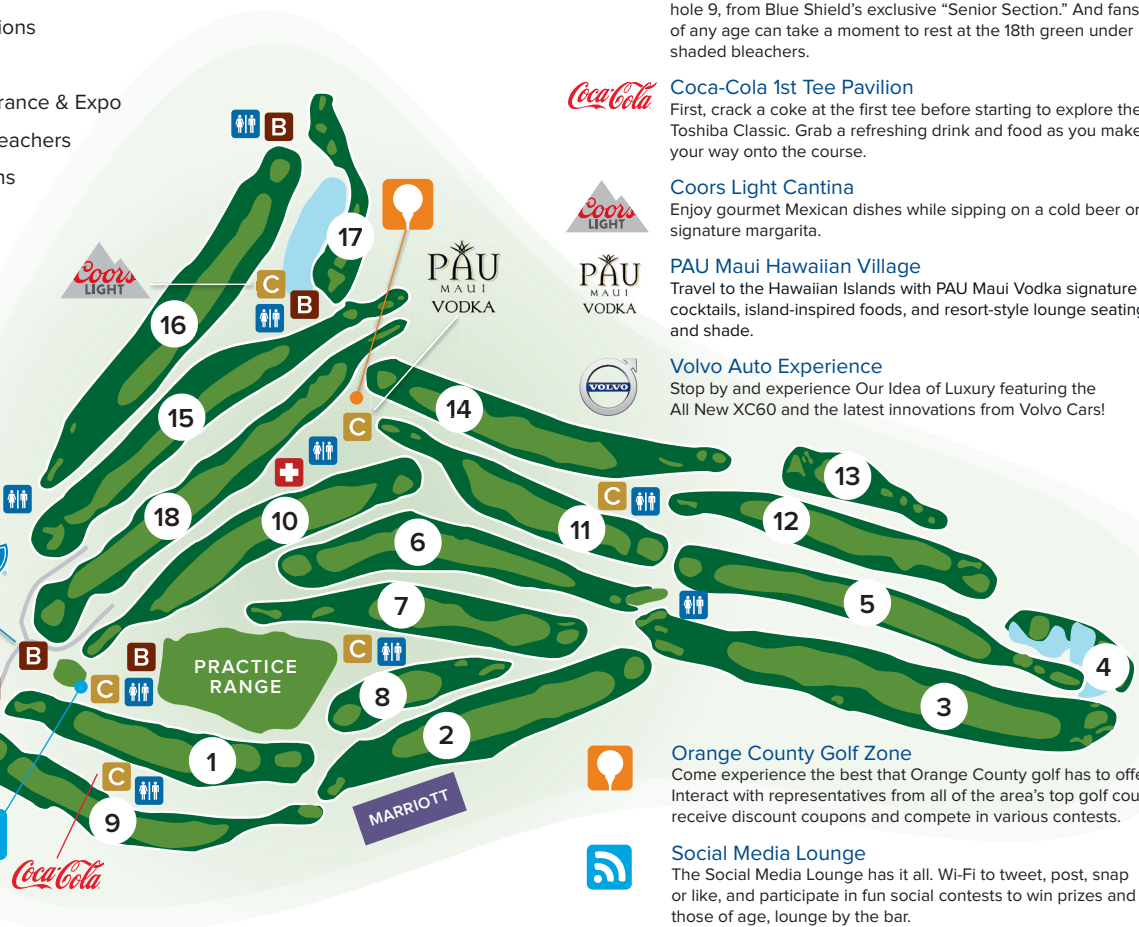 ions
rance & Expo
eachers
ns
B
17
Coors
LIGHT
C
B
PAU
MAUI
VODKA
16
15
14
C
18
10
11
C
6
7
12
13
5
4
3
B
B
C
PRACTICE
RANGE
C
8
2
1
C
9
MARRIOTT
Coca-Cola
hole 9, from Blue Shield’s exclusive “Senior Section.” And fans
of any age can take a moment to rest at the 18th green under
shaded bleachers.
Coca-Cola
Coca-Cola 1st Tee Pavilion
First, crack a coke at the first tee before starting to explore the
Toshiba Classic. Grab a refreshing drink and food as you make
your way onto the course.
Coors
LIGHT
Coors Light Cantina
Enjoy gourmet Mexican dishes while sipping on a cold beer or
signature margarita.
PAU
MAUI
VODKA
PAU Maui Hawaiian Village
Travel to the Hawaiian Islands with PAU Maui Vodka signature
cocktails, island-inspired foods, and resort-style lounge seating
and shade.
VOLVO
Volvo Auto Experience
Stop by and experience Our Idea of Luxury featuring the
All New XC60 and the latest innovations from Volvo Cars!
Orange County Golf Zone
Come experience the best that Orange County golf has to offe
Interact with representatives from all of the area’s top golf cou
receive discount coupons and compete in various contests.
Social Media Lounge
The Social Media Lounge has it all. Wi-Fi to tweet, post, snap
or like, and participate in fun social contests to win prizes and
those of age, lounge by the bar.